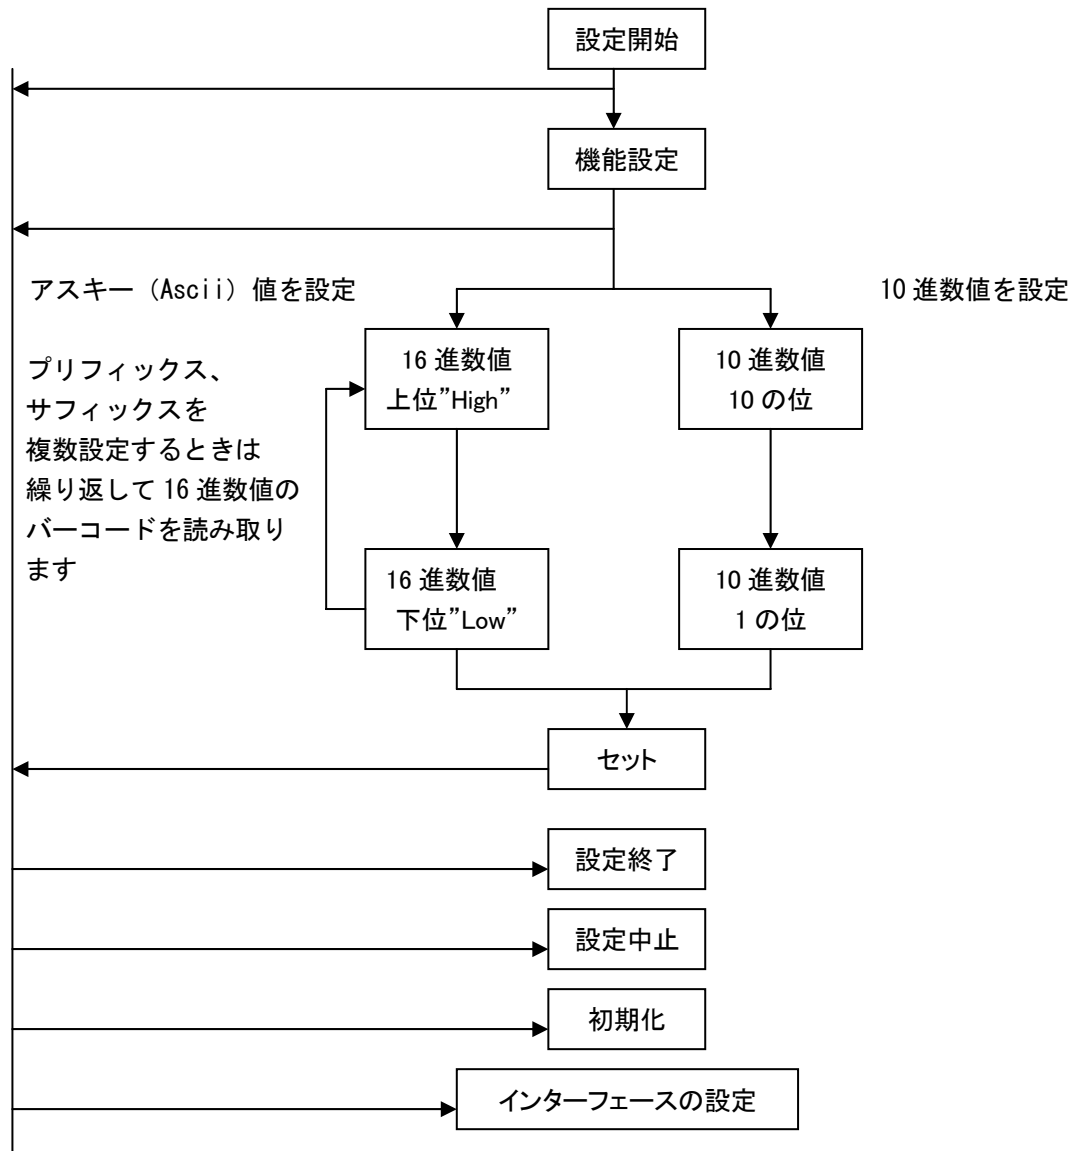 設定開始
機能設定
アスキー（Ascii）値を設定
10 進数値を設定
プリフィックス、
サフィックスを
複数設定するときは
繰り返して 16 進数値の
バーコードを読み取り
ます
16 進数値
上位”High”
10 進数値
10 の位
16 進数値
下位”Low”
10 進数値
1 の位
セット
設定終了
設定中止
初期化
インターフェースの設定